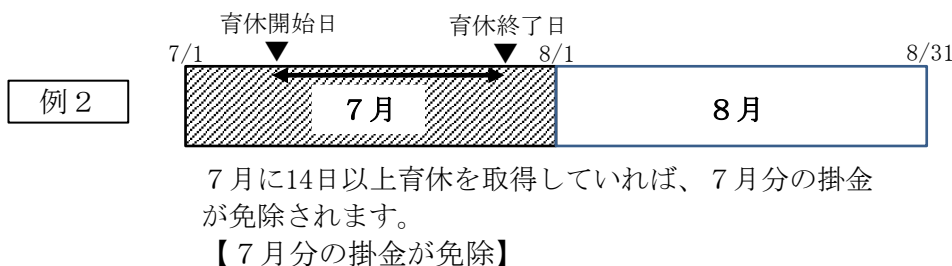 育休開始日 育休終了日
7/1 8/1 8/31
例２ ７月 ８月
７月に14日以上育休を取得していれば、７月分の掛金
が免除されます。
【７月分の掛金が免除】